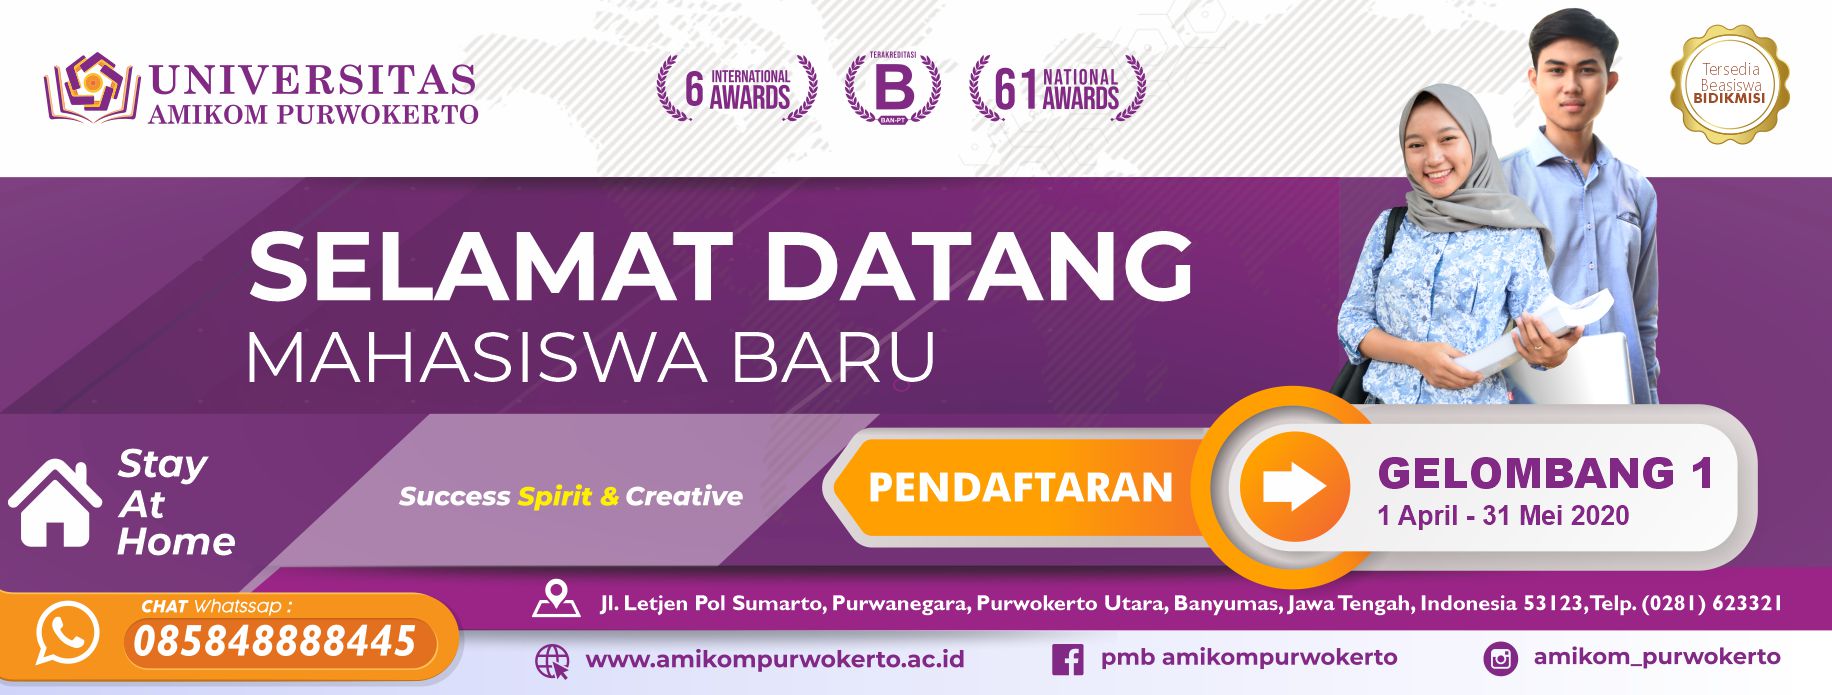 UNIVERSITAS
AMIKOM PURWOKERTO
6 INTERNATIONAL
AWARDS
TERAKREDITASI
B
BAN-PT
61 NATIONAL
AWARDS
Tersedia
Beasiswa
BIDIKMISI
SELAMAT DATANG
MAHASISWA BARU
Stay
At
Home
Success Spirit & Creative
PENDAFTARAN
GELOMBANG 1
1 April - 31 Mei 2020
CHAT Whatssap :
085848888445
Jl. Letjen Pol Sumarto, Purwanegara, Purwokerto Utara, Banyumas, Jawa Tengah, Indonesia 53123,Telp. (0281) 623321
www.amikompurwokerto.ac.id
pmb amikompurwokerto
amikom_purwokerto